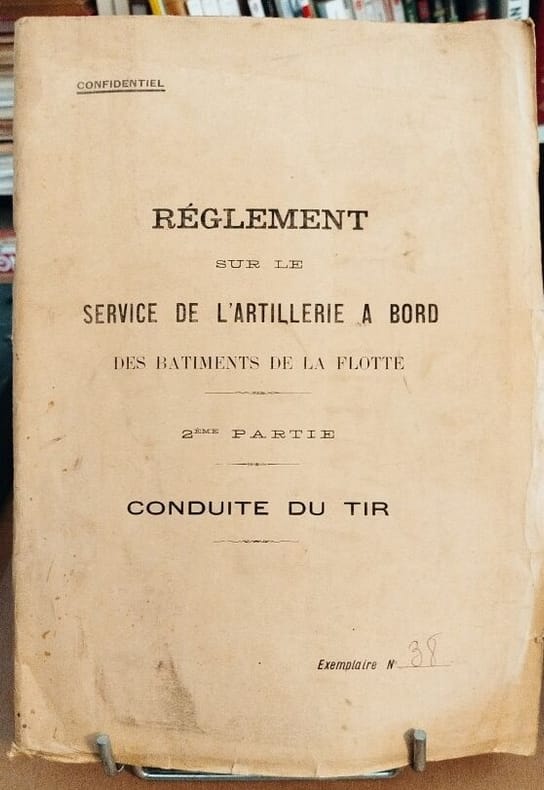 CONFIDENTIEL
RÉGLEMENT
SUR LE
SERVICE DE L'ARTILLERIE A BORD
DES BATIMENTS DE LA FLOTTE
2ÈME PARTIE
CONDUITE DU TIR
Exemplaire N° 38